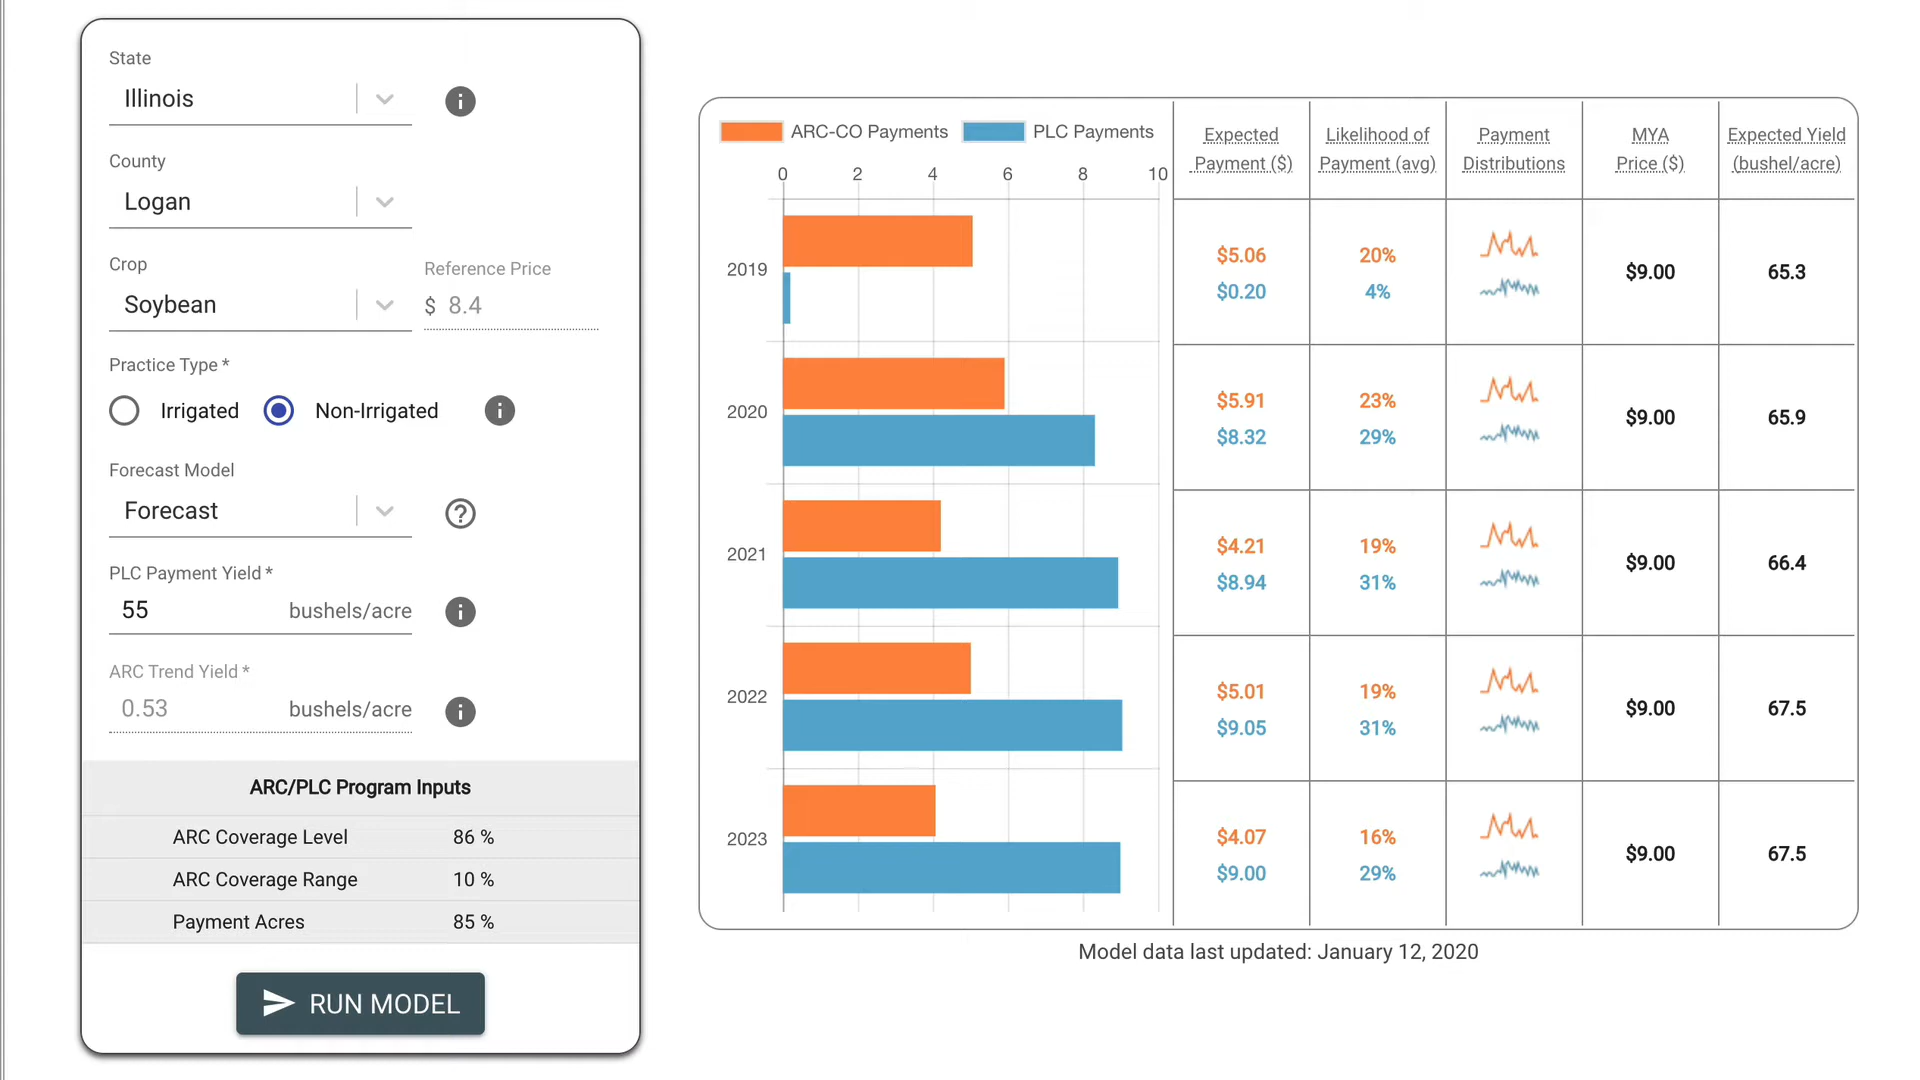 State
Illinois
County
Logan
Crop
Soybean
Reference Price
$ 8.4
Practice Type *
Irrigated
Non-Irrigated
Forecast Model
Forecast
PLC Payment Yield *
55 bushels/acre
ARC Trend Yield *
0.53 bushels/acre
ARC/PLC Program Inputs
ARC Coverage Level 86 %
ARC Coverage Range 10 %
Payment Acres 85 %
RUN MODEL
ARC-CO Payments PLC Payments
0 2 4 6 8 10
Expected
Payment ($)
Likelihood of
Payment (avg)
Payment
Distributions
MYA
Price ($)
Expected Yield
(bushel/acre)
2019
$5.06 20%
$0.20 4%
$9.00 65.3
2020
$5.91 23%
$8.32 29%
$9.00 65.9
2021
$4.21 19%
$8.94 31%
$9.00 66.4
2022
$5.01 19%
$9.05 31%
$9.00 67.5
2023
$4.07 16%
$9.00 29%
$9.00 67.5
Model data last updated: January 12, 2020